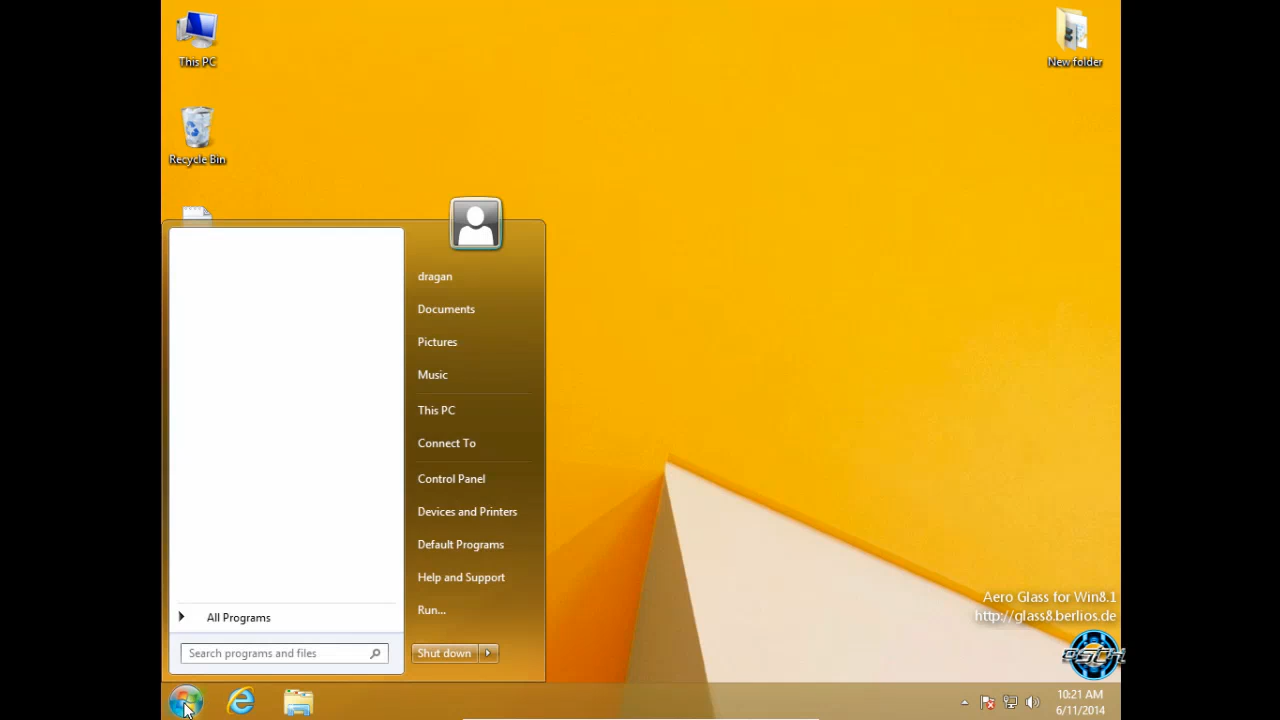 This PC
New folder
Recycle Bin
dragan
Documents
Pictures
Music
This PC
Connect To
Control Panel
Devices and Printers
Default Programs
Help and Support
Run...
All Programs
Search programs and files
Shut down
Aero Glass for Win8.1
http://glass8.berlios.de
10:21 AM
6/11/2014